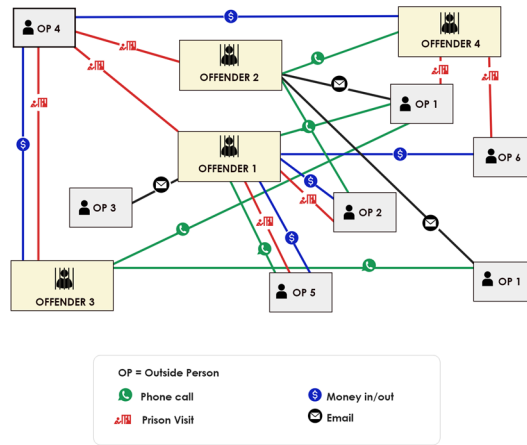 OP 4
OFFENDER 2
OFFENDER 4
OP 1
OFFENDER 1
OP 6
OP 3
OP 2
OFFENDER 3
OP 5
OP 1
OP = Outside Person
Phone call
Money in/out
Prison Visit
Email